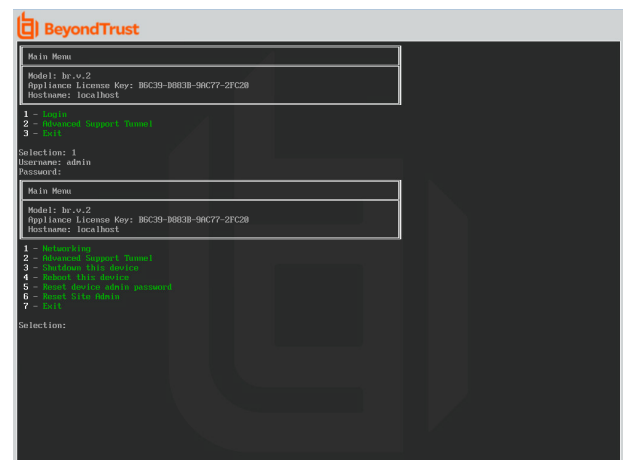 BeyondTrust
Main Menu
Model: br.v.2
Appliance License Key: B6C39-D883B-9AC77-2FC20
Hostname: localhost
1 - Login
2 - Advanced Support Tunnel
3 - Exit
Selection: 1
Username: admin
Password:
Main Menu
Model: br.v.2
Appliance License Key: B6C39-D883B-9AC77-2FC20
Hostname: localhost
1 - Networking
2 - Advanced Support Tunnel
3 - Shutdown this device
4 - Reboot this device
5 - Reset device admin password
6 - Reset Site Admin
7 - Exit
Selection: